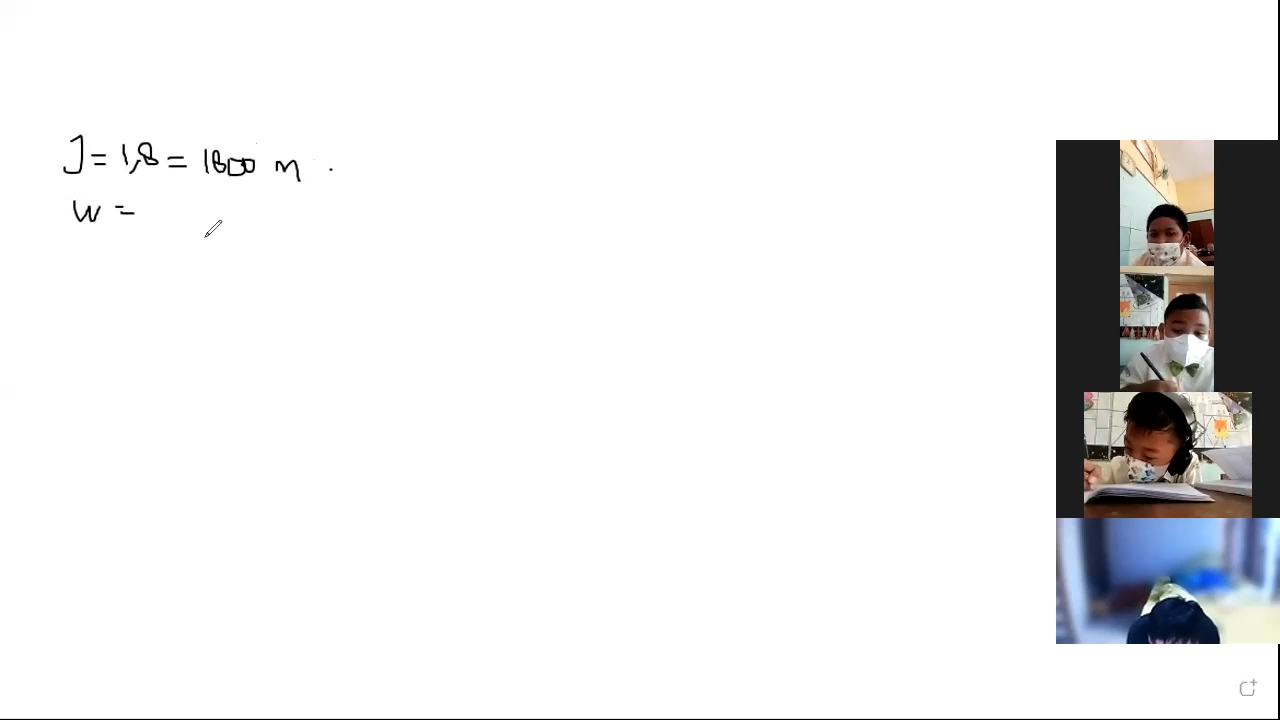 J = 1,8 = 1800 m .
W =